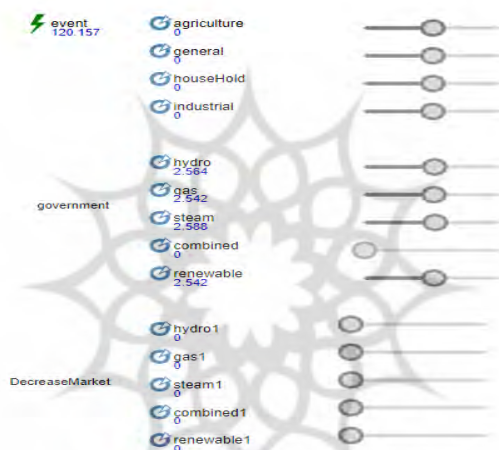 event
120.157
agriculture
0
general
0
houseHold
0
industrial
0
government
hydro
2.564
gas
2.542
steam
2.588
combined
0
renewable
2.542
DecreaseMarket
hydro1
0
gas1
0
steam1
0
combined1
0
renewable1
0